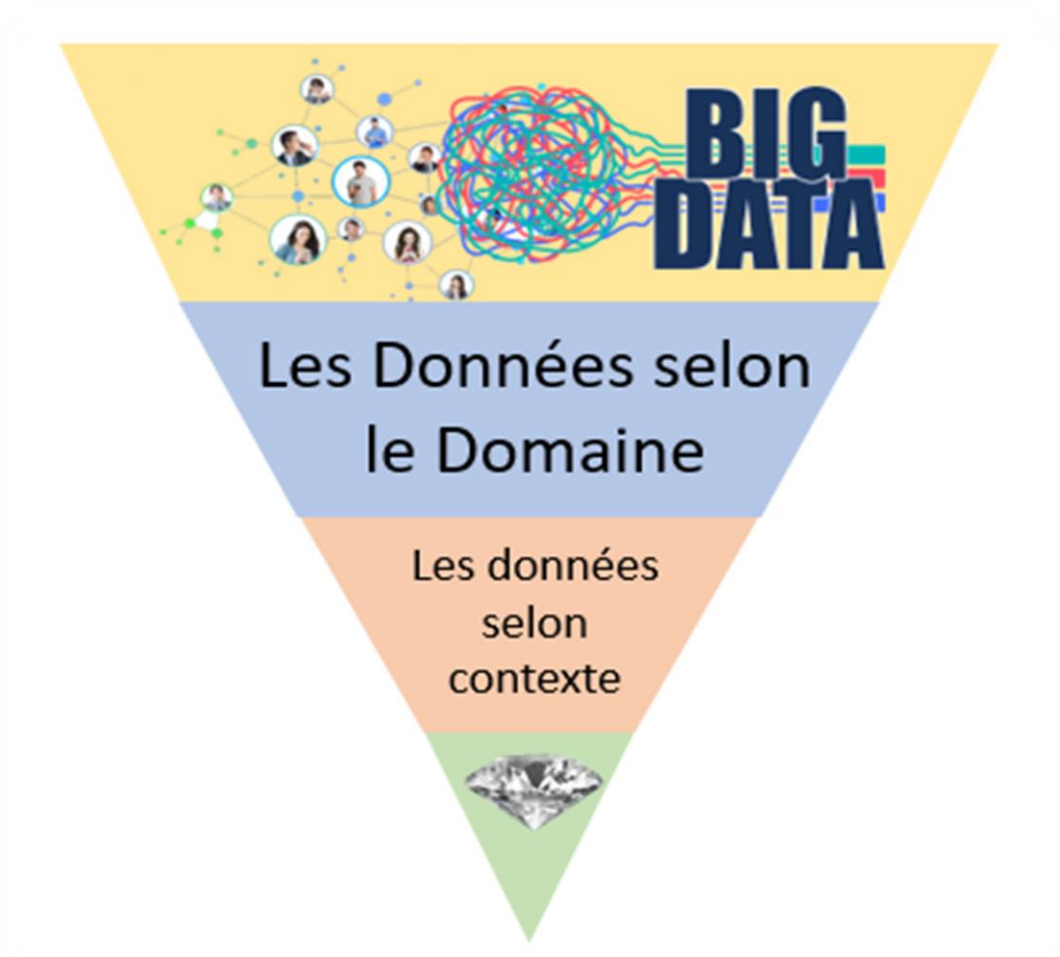 BIG
DATA
Les Données selon
le Domaine
Les données
selon
contexte